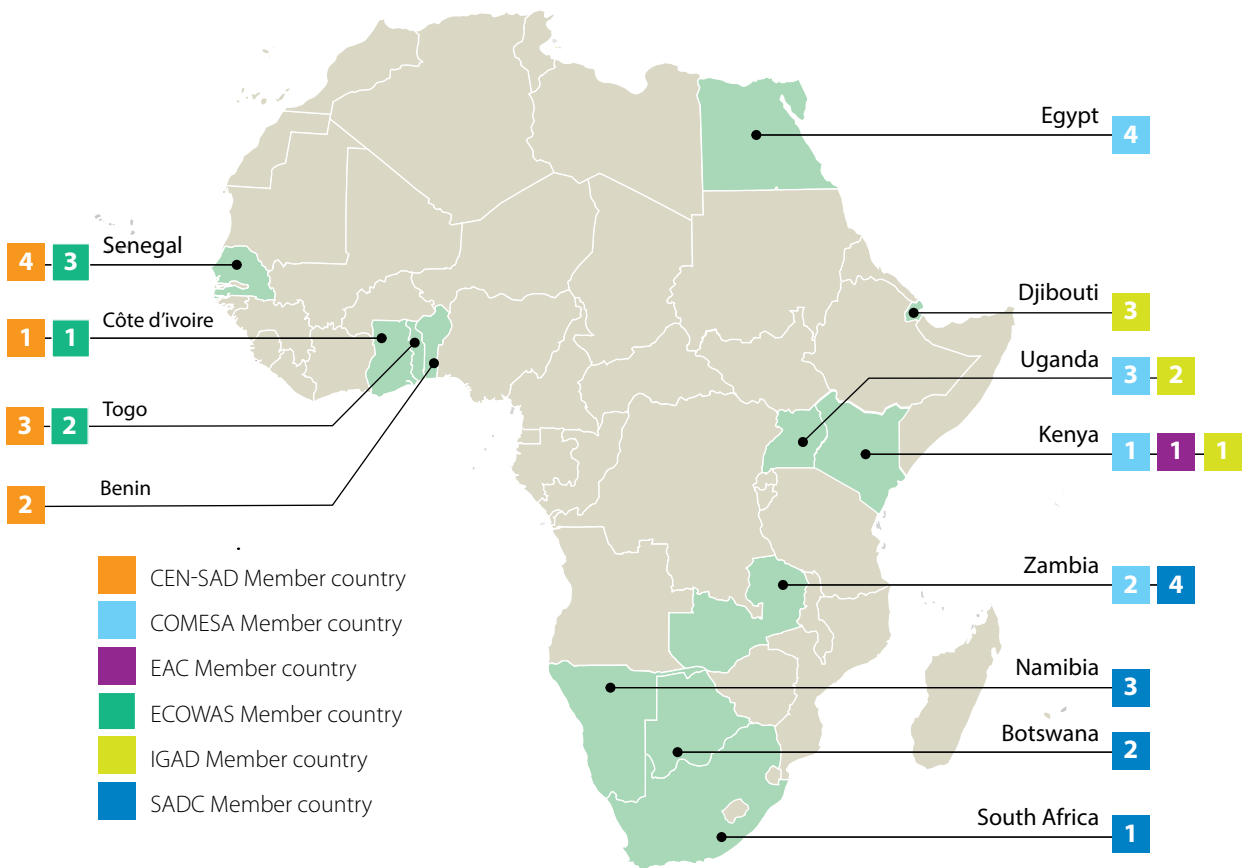 Egypt
4
4
3
Senegal
Djibouti
3
1
1
Côte d’ivoire
Uganda
3
2
3
2
Togo
Kenya
1
1
1
2
Benin
CEN-SAD Member country
COMESA Member country
EAC Member country
ECOWAS Member country
IGAD Member country
SADC Member country
Zambia
2
4
Namibia
3
Botswana
2
South Africa
1